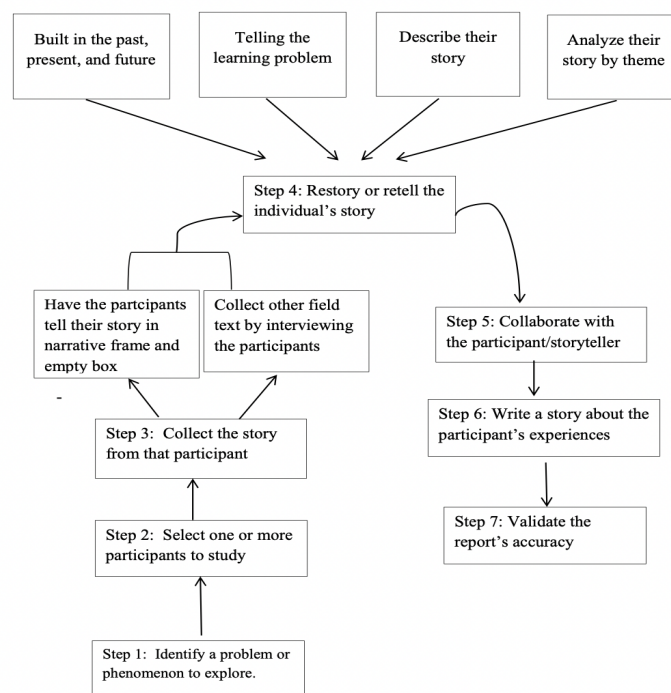 Built in the past,
present, and future
Telling the
learning problem
Describe their
story
Analyze their
story by theme
Step 4: Restory or retell the
individual’s story
Have the partcipants
tell their story in
narrative frame and
empty box
Collect other field
text by interviewing
the participants
Step 5: Collaborate with
the participant/storyteller
Step 3: Collect the story
from that participant
Step 6: Write a story about the
participant’s experiences
Step 2: Select one or more
participants to study
Step 7: Validate the
report’s accuracy
Step 1: Identify a problem or
phenomenon to explore.